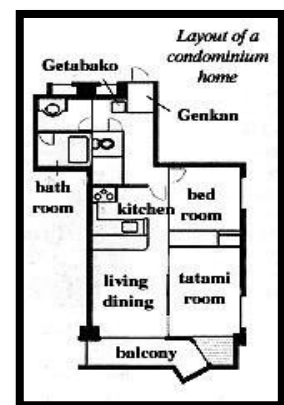 Layout of a
condominium
home
Getabako
Genkan
bath
room
kitchen
bed
room
living
dining
tatami
room
balcony